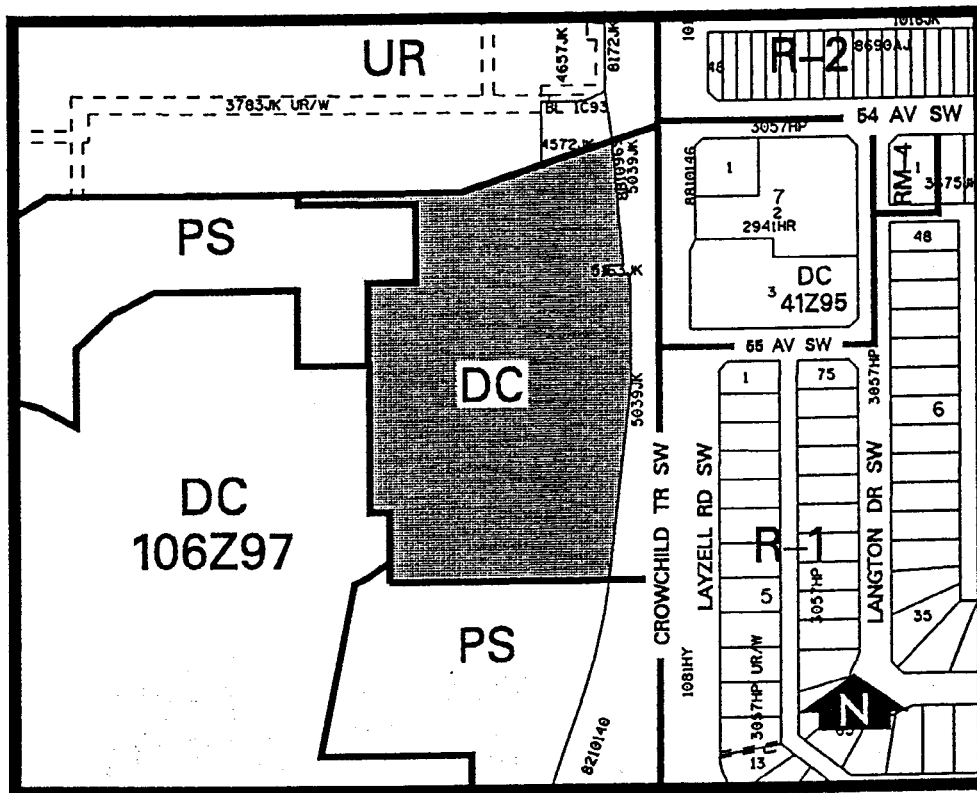 UR
3783JK UR/W
4657JK
8172JK
BL 1C93
4572JK
5039JK
1016JK
R-2
8690AJ
48
54 AV SW
3057HP
8810146
1
7
2
2941HR
DC
3
41Z95
RM-4
1
48
PS
DC
5039JK
55 AV SW
1
75
3057HP
6
DC
106Z97
CROWCHILD TR SW
LAYZELL RD SW
R-1
5
3057HP
LANGTON DR SW
35
PS
1081HY
3057HP UR/W
N
8210140
13